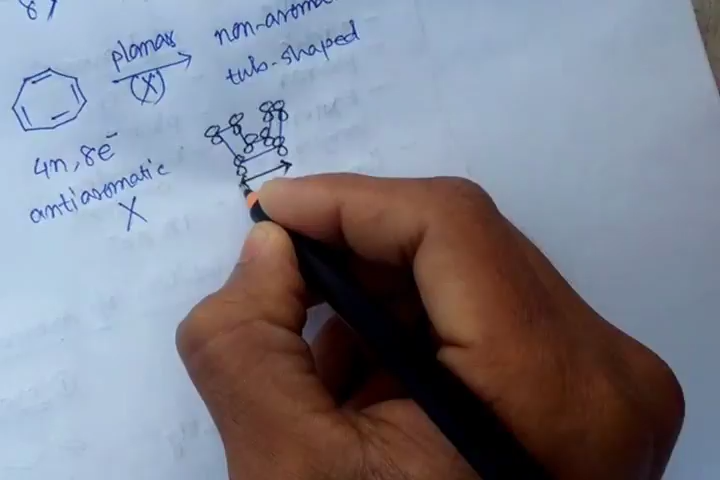 8)
planar
(X)
non-aroma
tub-shaped
4n, 8e⁻
antiaromatic
X